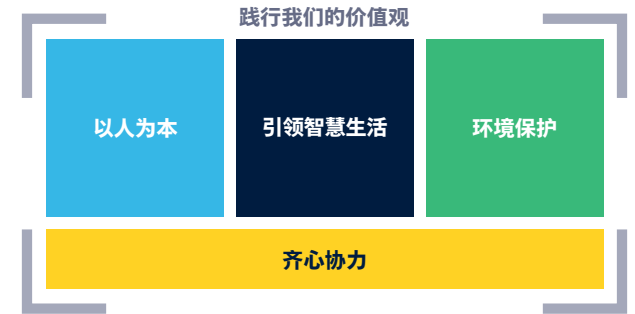 践行我们的价值观
以人为本
引领智慧生活
环境保护
齐心协力